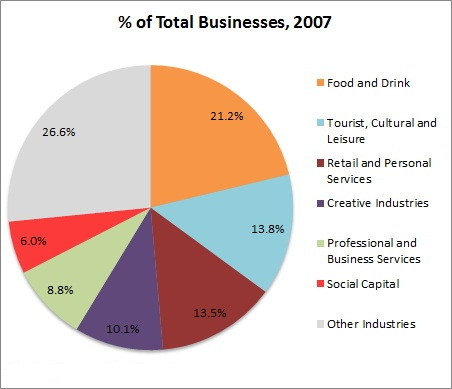 % of Total Businesses, 2007
21.2%
13.8%
13.5%
10.1%
8.8%
6.0%
26.6%
Food and Drink
Tourist, Cultural and
Leisure
Retail and Personal
Services
Creative Industries
Professional and
Business Services
Social Capital
Other Industries